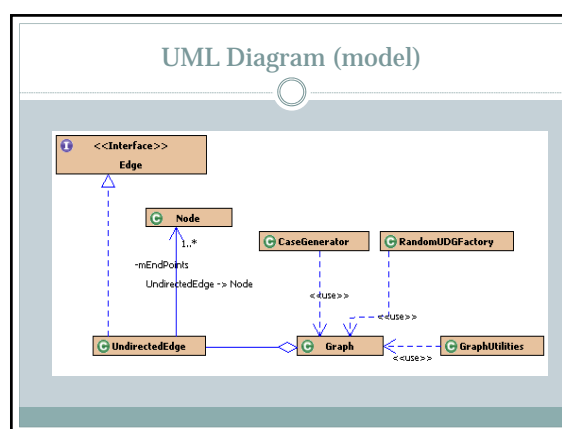 UML Diagram (model)
I <<Interface>>
Edge
C Node
1..*
-mEndPoints
UndirectedEdge -> Node
C CaseGenerator
C RandomUDGFactory
<<use>>
<<use>>
C UndirectedEdge
C Graph
C GraphUtilities
<<use>>